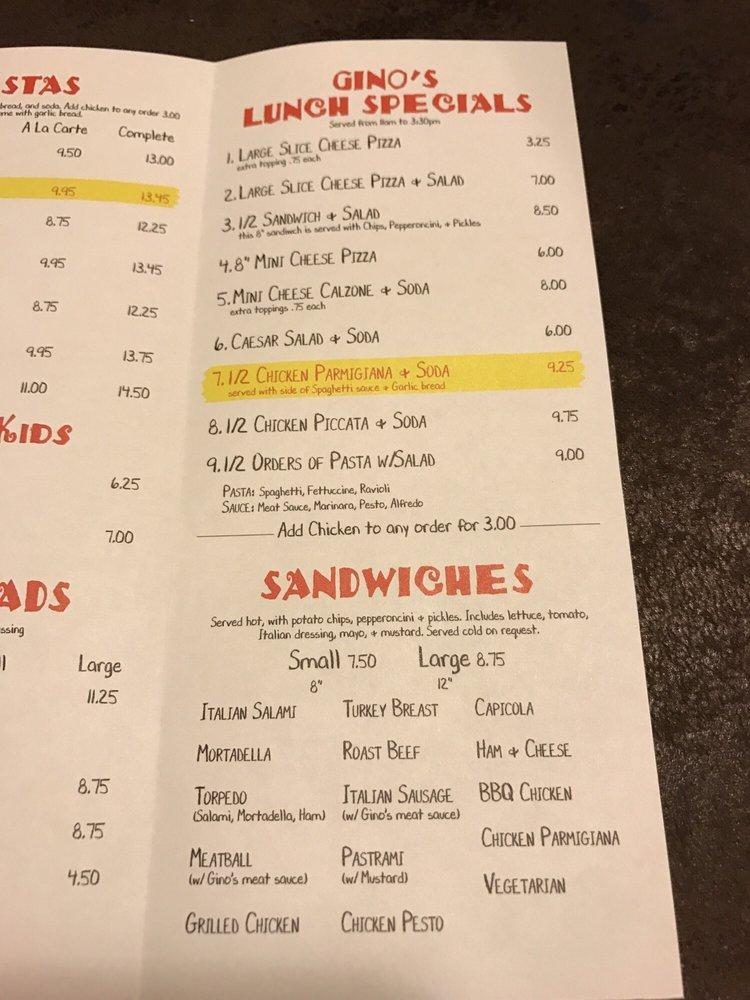 STAS
bread, and soda. Add chicken to any order 3.00
me with garlic bread.
A La Carte Complete
9.50 13.00
9.95 13.45
8.75 12.25
9.95 13.45
8.75 12.25
9.95 13.75
11.00 14.50
KIDS
6.25
7.00
ADS
ssing
ll Large
11.25
8.75
8.75
4.50
GINO'S
LUNCH SPECIALS
Served from 11am to 3:30pm
1. LARGE SLICE CHEESE PIZZA 3.25
extra topping .75 each
2. LARGE SLICE CHEESE PIZZA + SALAD 7.00
3. 1/2 SANDWICH + SALAD 8.50
this 8" sandiwch is served with Chips, Pepperoncini, + Pickles
4. 8" MINI CHEESE PIZZA 6.00
5. MINI CHEESE CALZONE + SODA 8.00
extra toppings .75 each
6. CAESAR SALAD + SODA 6.00
7. 1/2 CHICKEN PARMIGIANA + SODA 9.25
served with side of Spaghetti sauce + Garlic bread
8. 1/2 CHICKEN PICCATA + SODA 9.75
9. 1/2 ORDERS OF PASTA W/SALAD 9.00
PASTA: Spaghetti, Fettuccine, Ravioli
SAUCE: Meat Sauce, Marinara, Pesto, Alfredo
Add Chicken to any order for 3.00
SANDWICHES
Served hot, with potato chips, pepperoncini + pickles. Includes lettuce, tomato,
Italian dressing, mayo, + mustard. Served cold on request.
Small 7.50 Large 8.75
8" 12"
ITALIAN SALAMI TURKEY BREAST CAPICOLA
MORTADELLA ROAST BEEF HAM + CHEESE
TORPEDO ITALIAN SAUSAGE BBQ CHICKEN
(Salami, Mortadella, Ham) (w/ Gino's meat sauce)
CHICKEN PARMIGIANA
MEATBALL PASTRAMI
(w/ Gino's meat sauce) (w/ Mustard)
VEGETARIAN
GRILLED CHICKEN CHICKEN PESTO